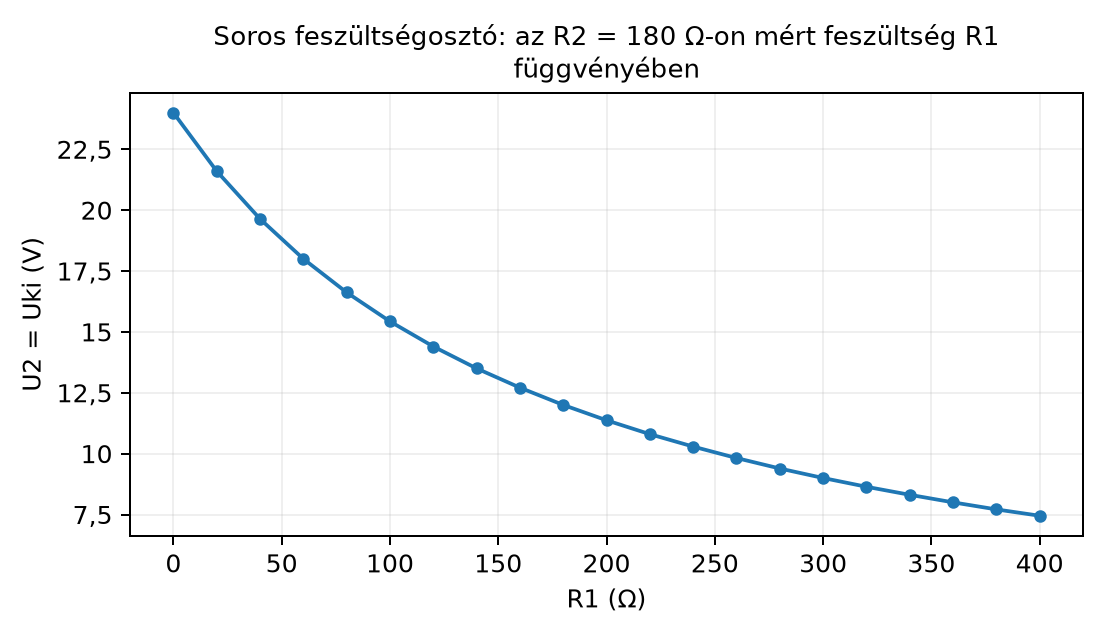 Soros feszültségosztó: az R2 = 180 Ω-on mért feszültség R1
függvényében
U2 = Uki (V)
22,5
20
17,5
15
12,5
10
7,5
0 50 100 150 200 250 300 350 400
R1 (Ω)